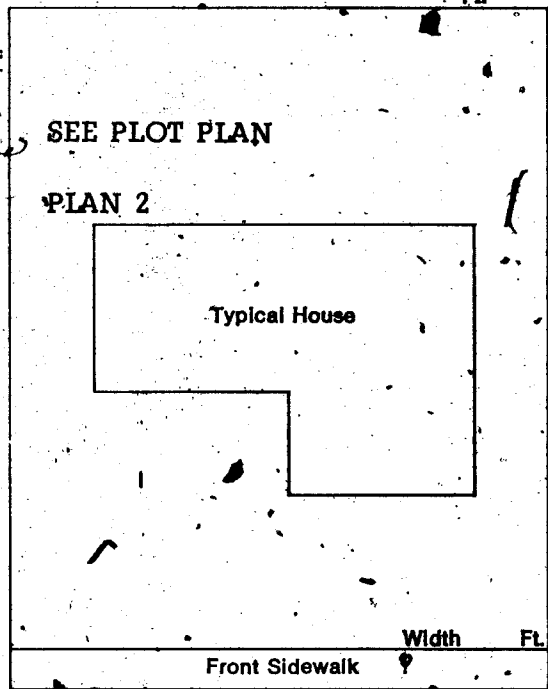 SEE PLOT PLAN
PLAN 2
Typical House
Width Ft.
Front Sidewalk